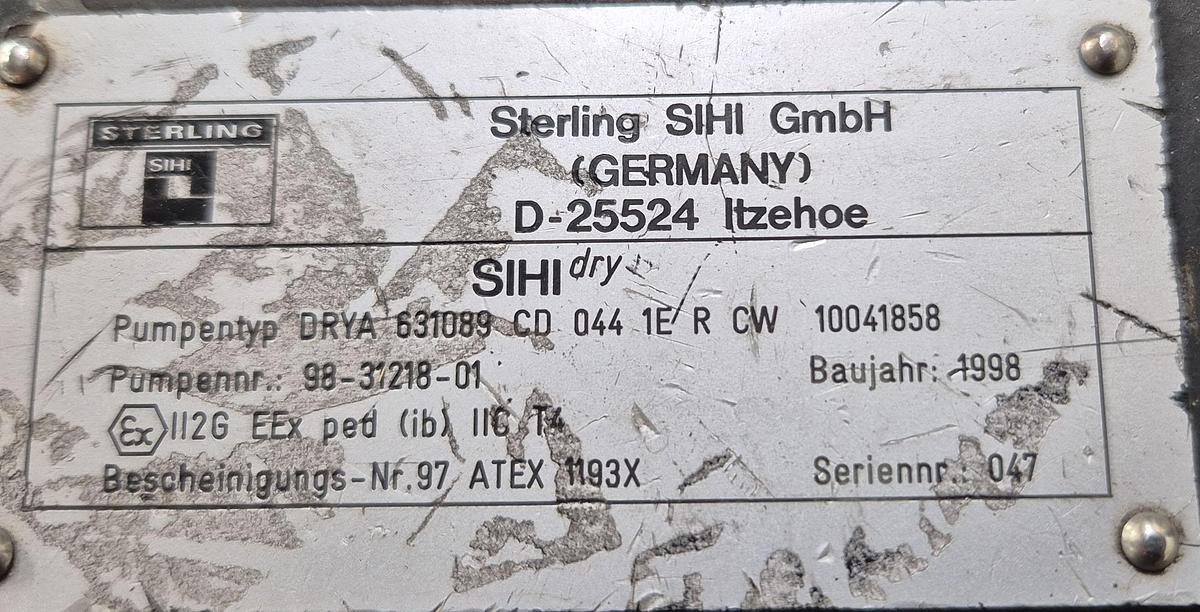 STERLING
SIHI
Sterling SIHI GmbH
(GERMANY)
D-25524 Itzehoe
SIHI dry
Pumpentyp DRYA 631089 CD 044 1E R CW 10041858
Pumpennr.: 98-31218-01 Baujahr: 1998
Ex II2G EEx ped (ib) IIC T4
Bescheinigungs-Nr.97 ATEX 1193X Seriennr.: 047